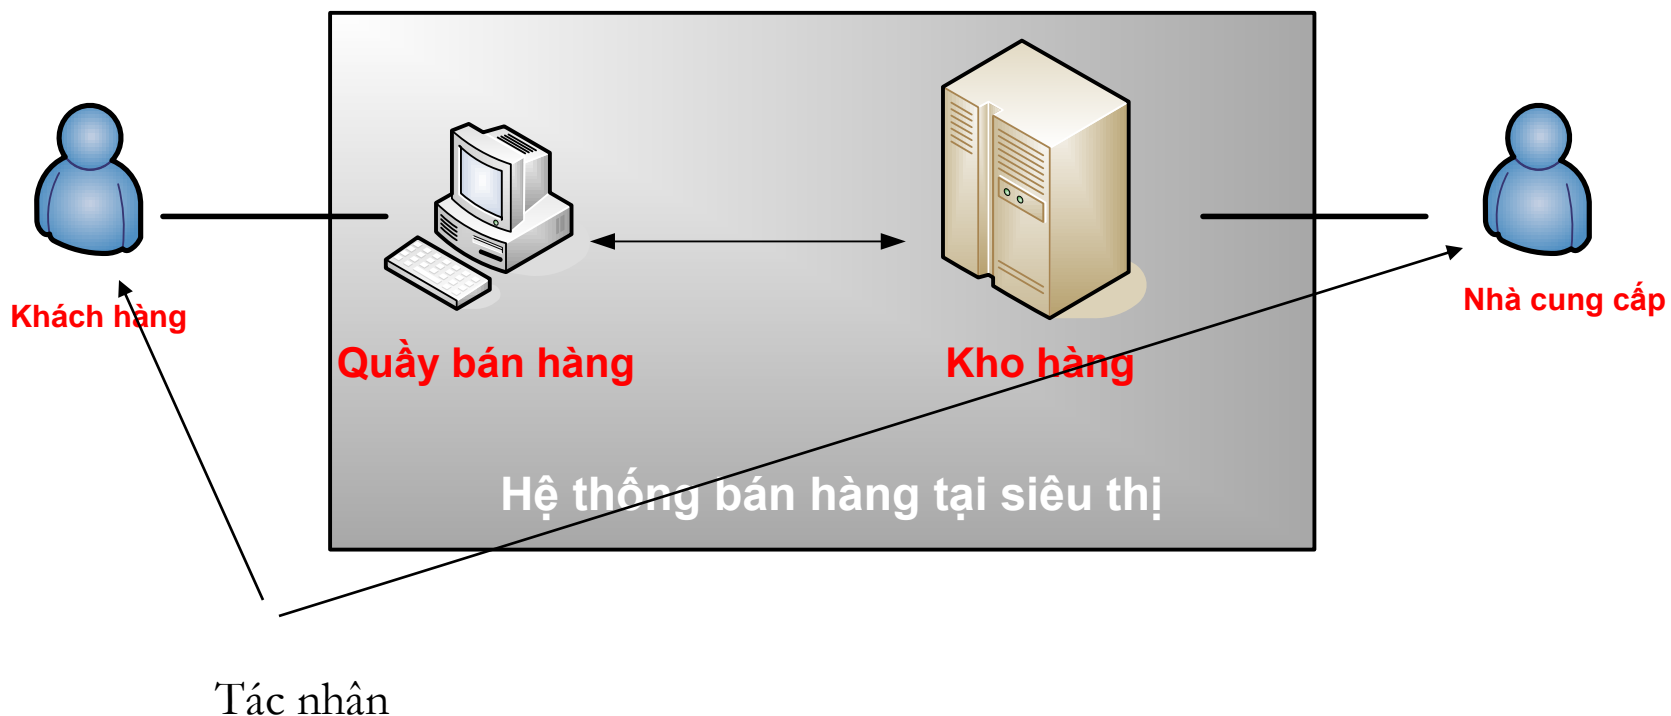 Khách hàng
Nhà cung cấp
Quầy bán hàng
Kho hàng
Hệ thống bán hàng tại siêu thị
Tác nhân